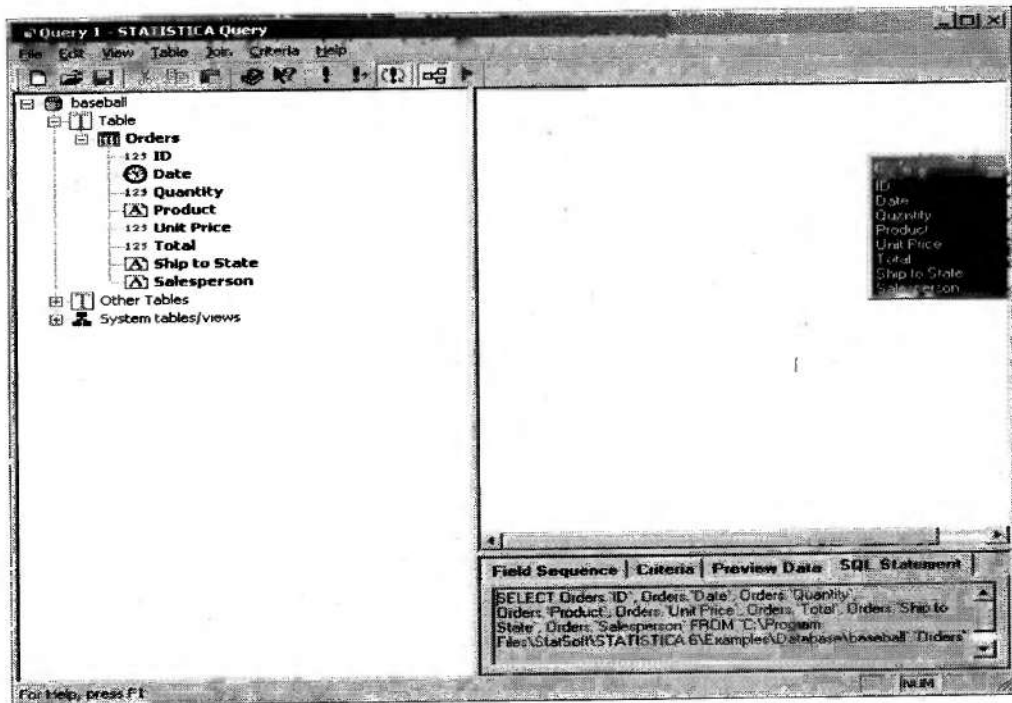 Query 1 - STATISTICA Query
File Edit View Table Join Criteria Help
baseball
Table
Orders
123 ID
Date
123 Quantity
A Product
123 Unit Price
123 Total
A Ship to State
A Salesperson
Other Tables
System tables/views
ID
Date
Quantity
Product
Unit Price
Total
Ship to State
Salesperson
Field Sequence | Criteria | Preview Data SQL Statement
SELECT Orders.`ID`, Orders.`Date`, Orders.`Quantity`,
Orders.`Product`, Orders.`Unit Price`, Orders.`Total`, Orders.`Ship to
State`, Orders.`Salesperson` FROM `C:\Program
Files\StatSoft\STATISTICA 6\Examples\Database\baseball`.`Orders`
For Help, press F1
NUM